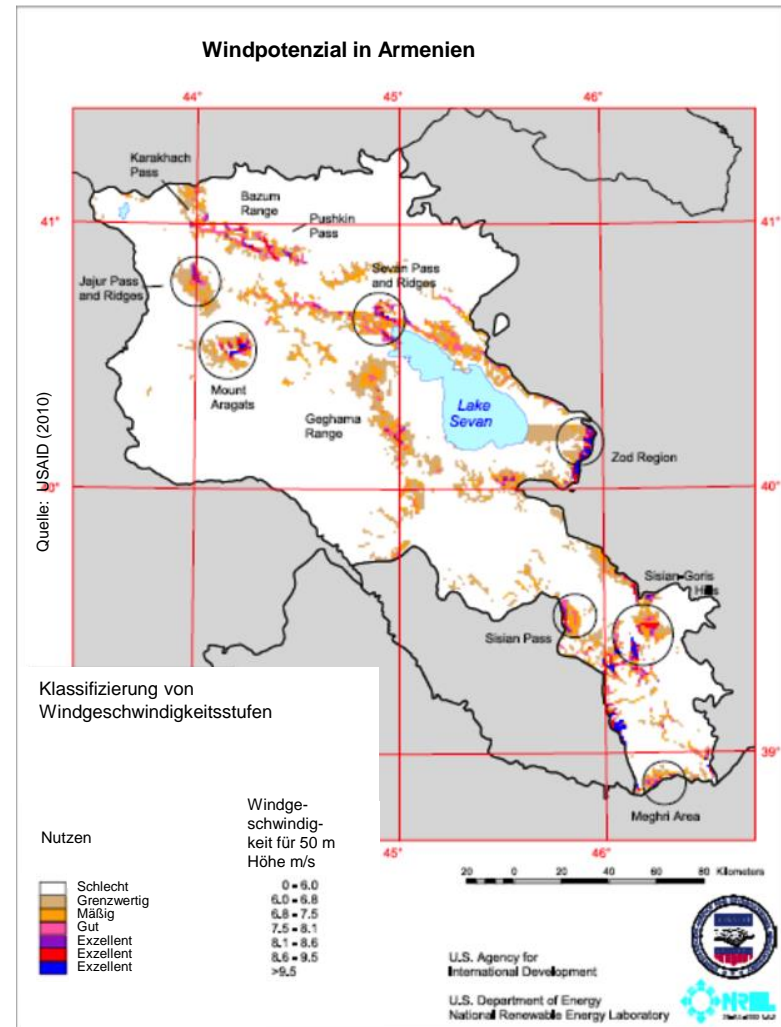 Windpotenzial in Armenien
44°
45°
46°
Karakhach
Pass
Bazum
Range
Pushkin
Pass
41°
Jajur Pass
and Ridges
Sevan Pass
and Ridges
Mount
Aragats
Lake
Sevan
Geghama
Range
Zod Region
Quelle: USAID (2010)
40°
Sisian-Goris
Hills
Sisian Pass
39°
Meghri Area
45°
46°
Klassifizierung von
Windgeschwindigkeitsstufen
Nutzen
Windge-
schwindig-
keit für 50 m
Höhe m/s
Schlecht 0 - 6.0
Grenzwertig 6.0 - 6.8
Mäßig 6.8 - 7.5
Gut 7.5 - 8.1
Exzellent 8.1 - 8.6
Exzellent 8.6 - 9.5
Exzellent >9.5
20 0 20 40 60 80 Kilometers
U.S. Agency for
International Development
U.S. Department of Energy
National Renewable Energy Laboratory
NREL